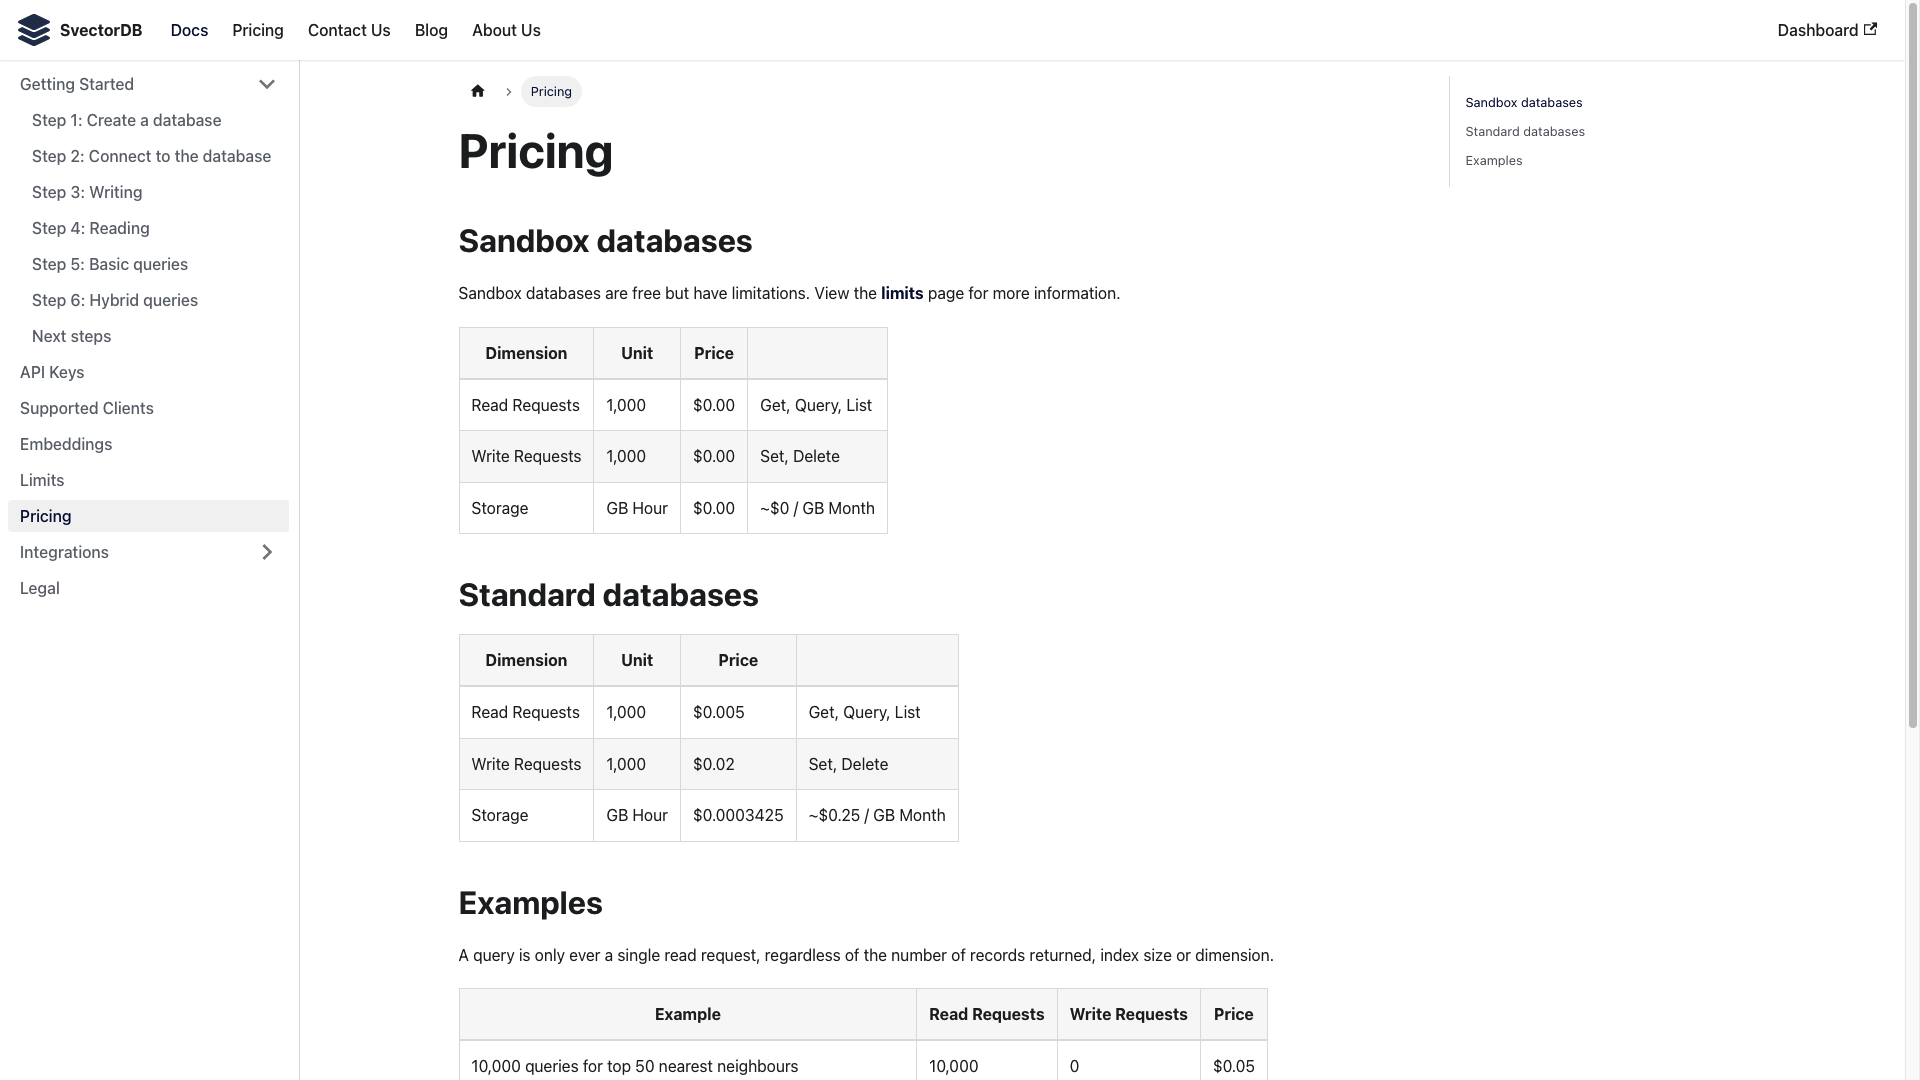 SvectorDB
Docs
Pricing
Contact Us
Blog
About Us
Dashboard
Getting Started
Step 1: Create a database
Step 2: Connect to the database
Step 3: Writing
Step 4: Reading
Step 5: Basic queries
Step 6: Hybrid queries
Next steps
API Keys
Supported Clients
Embeddings
Limits
Pricing
Integrations
Legal
Pricing
Pricing
Sandbox databases
Sandbox databases are free but have limitations. View the limits page for more information.
Dimension Unit Price
Read Requests 1,000 $0.00 Get, Query, List
Write Requests 1,000 $0.00 Set, Delete
Storage GB Hour $0.00 ~$0 / GB Month
Standard databases
Dimension Unit Price
Read Requests 1,000 $0.005 Get, Query, List
Write Requests 1,000 $0.02 Set, Delete
Storage GB Hour $0.0003425 ~$0.25 / GB Month
Examples
A query is only ever a single read request, regardless of the number of records returned, index size or dimension.
Example Read Requests Write Requests Price
10,000 queries for top 50 nearest neighbours 10,000 0 $0.05
Sandbox databases
Standard databases
Examples